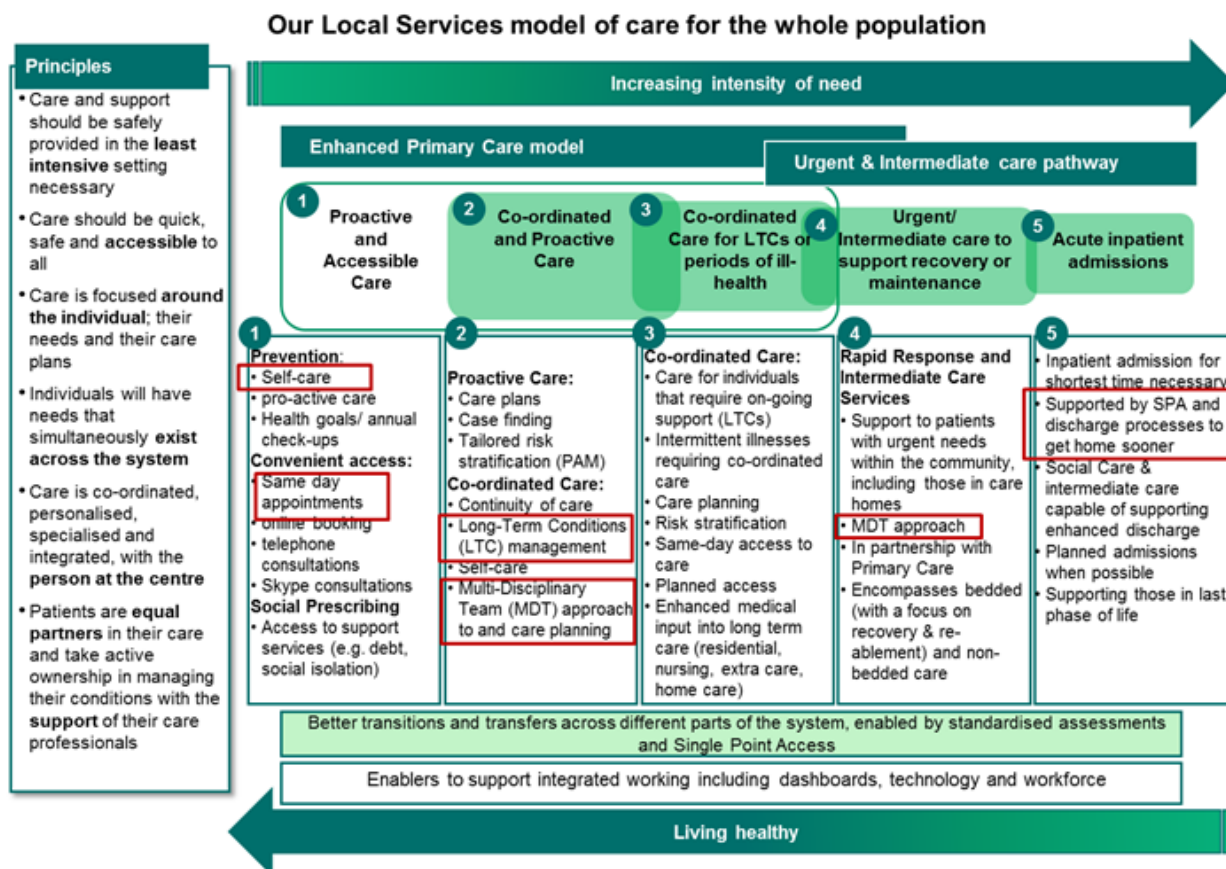 Our Local Services model of care for the whole population
Principles
• Care and support
should be safely
provided in the least
intensive setting
necessary
• Care should be quick,
safe and accessible to
all
• Care is focused around
the individual; their
needs and their care
plans
• Individuals will have
needs that
simultaneously exist
across the system
• Care is co-ordinated,
personalised,
specialised and
integrated, with the
person at the centre
• Patients are equal
partners in their care
and take active
ownership in managing
their conditions with the
support of their care
professionals
Increasing intensity of need
Enhanced Primary Care model
Urgent & Intermediate care pathway
1
Proactive
and
Accessible
Care
2
Co-ordinated
and Proactive
Care
3
Co-ordinated
Care for LTCs or
periods of ill-
health
4
Urgent/
Intermediate care to
support recovery or
maintenance
5
Acute inpatient
admissions
1
Prevention:
• Self-care
• pro-active care
• Health goals/ annual
check-ups
Convenient access:
• Same day
appointments
• online booking
• telephone
consultations
• Skype consultations
Social Prescribing
• Access to support
services (e.g. debt,
social isolation)
2
Proactive Care:
• Care plans
• Case finding
• Tailored risk
stratification (PAM)
Co-ordinated Care:
• Continuity of care
• Long-Term Conditions
(LTC) management
• Self-care
• Multi-Disciplinary
Team (MDT) approach
to and care planning
3
Co-ordinated Care:
• Care for individuals
that require on-going
support (LTCs)
• Intermittent illnesses
requiring co-ordinated
care
• Care planning
• Risk stratification
• Same-day access to
care
• Planned access
• Enhanced medical
input into long term
care (residential,
nursing, extra care,
home care)
4
Rapid Response and
Intermediate Care
Services
• Support to patients
with urgent needs
within the community,
including those in care
homes
• MDT approach
• In partnership with
Primary Care
• Encompasses bedded
(with a focus on
recovery & re-
ablement) and non-
bedded care
5
• Inpatient admission for
shortest time necessary
• Supported by SPA and
discharge processes to
get home sooner
• Social Care &
intermediate care
capable of supporting
enhanced discharge
• Planned admissions
when possible
• Supporting those in last
phase of life
Better transitions and transfers across different parts of the system, enabled by standardised assessments
and Single Point Access
Enablers to support integrated working including dashboards, technology and workforce
Living healthy